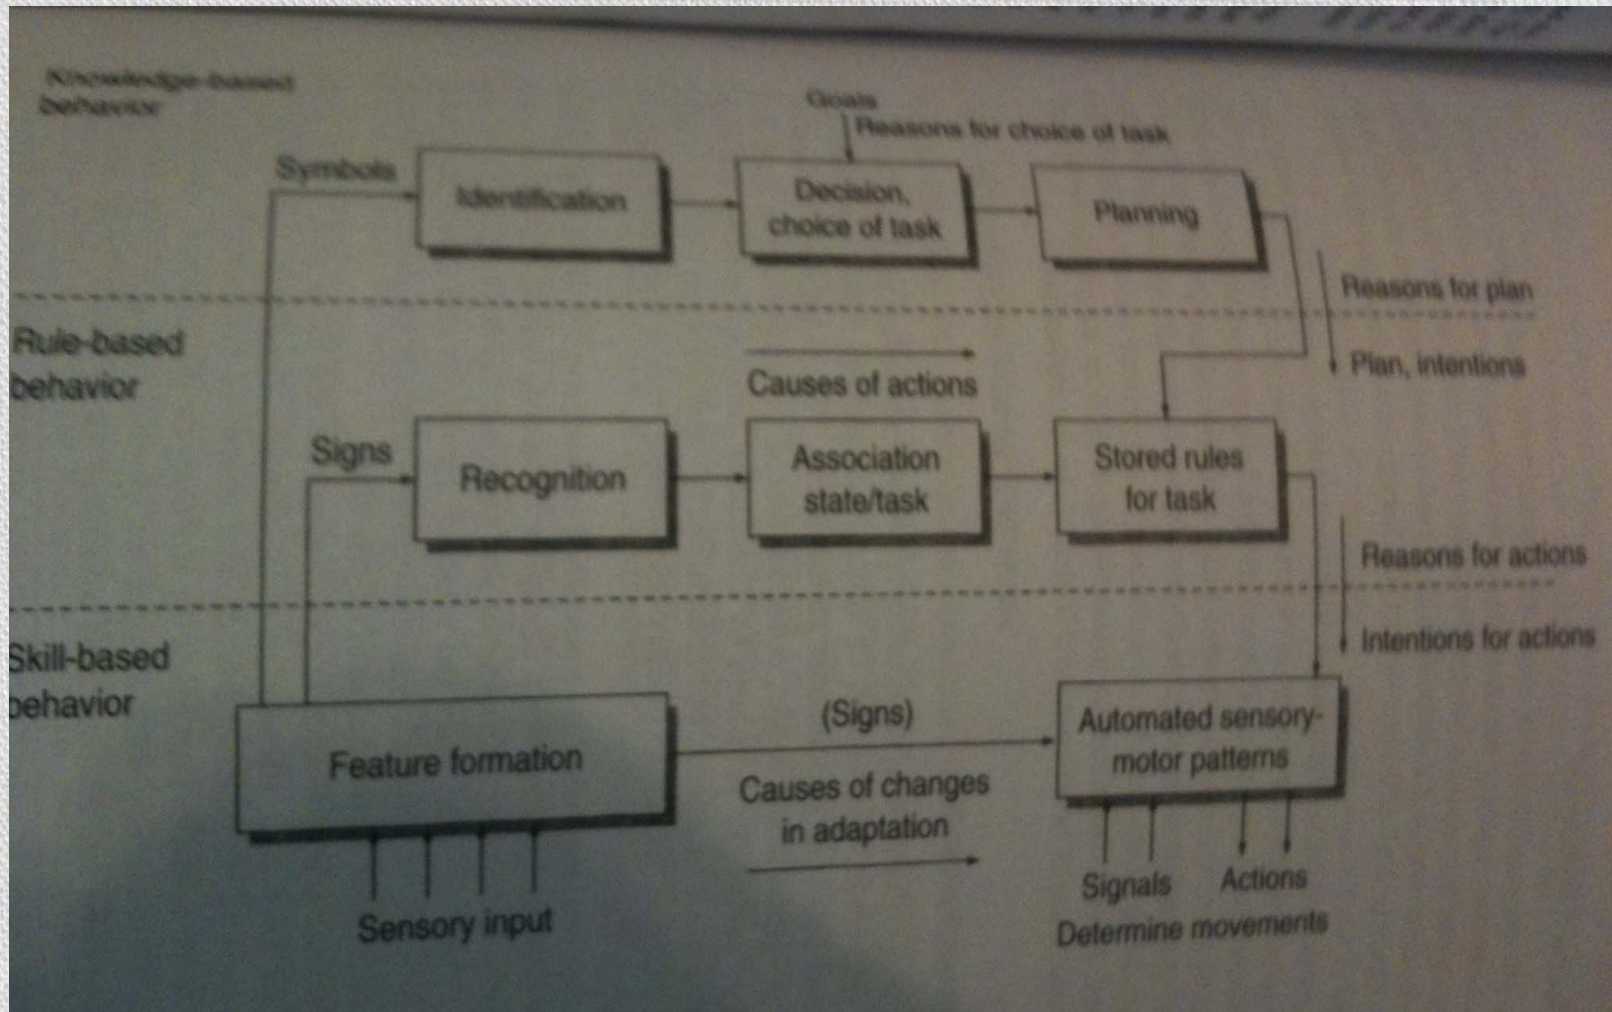 Knowledge-based
behavior
Goals
Reasons for choice of task
Symbols
Identification
Decision,
choice of task
Planning
Reasons for plan
Rule-based
behavior
Plan, intentions
Causes of actions
Signs
Recognition
Association
state/task
Stored rules
for task
Reasons for actions
Skill-based
behavior
Intentions for actions
Feature formation
(Signs)
Automated sensory-
motor patterns
Causes of changes
in adaptation
Sensory input
Signals
Actions
Determine movements